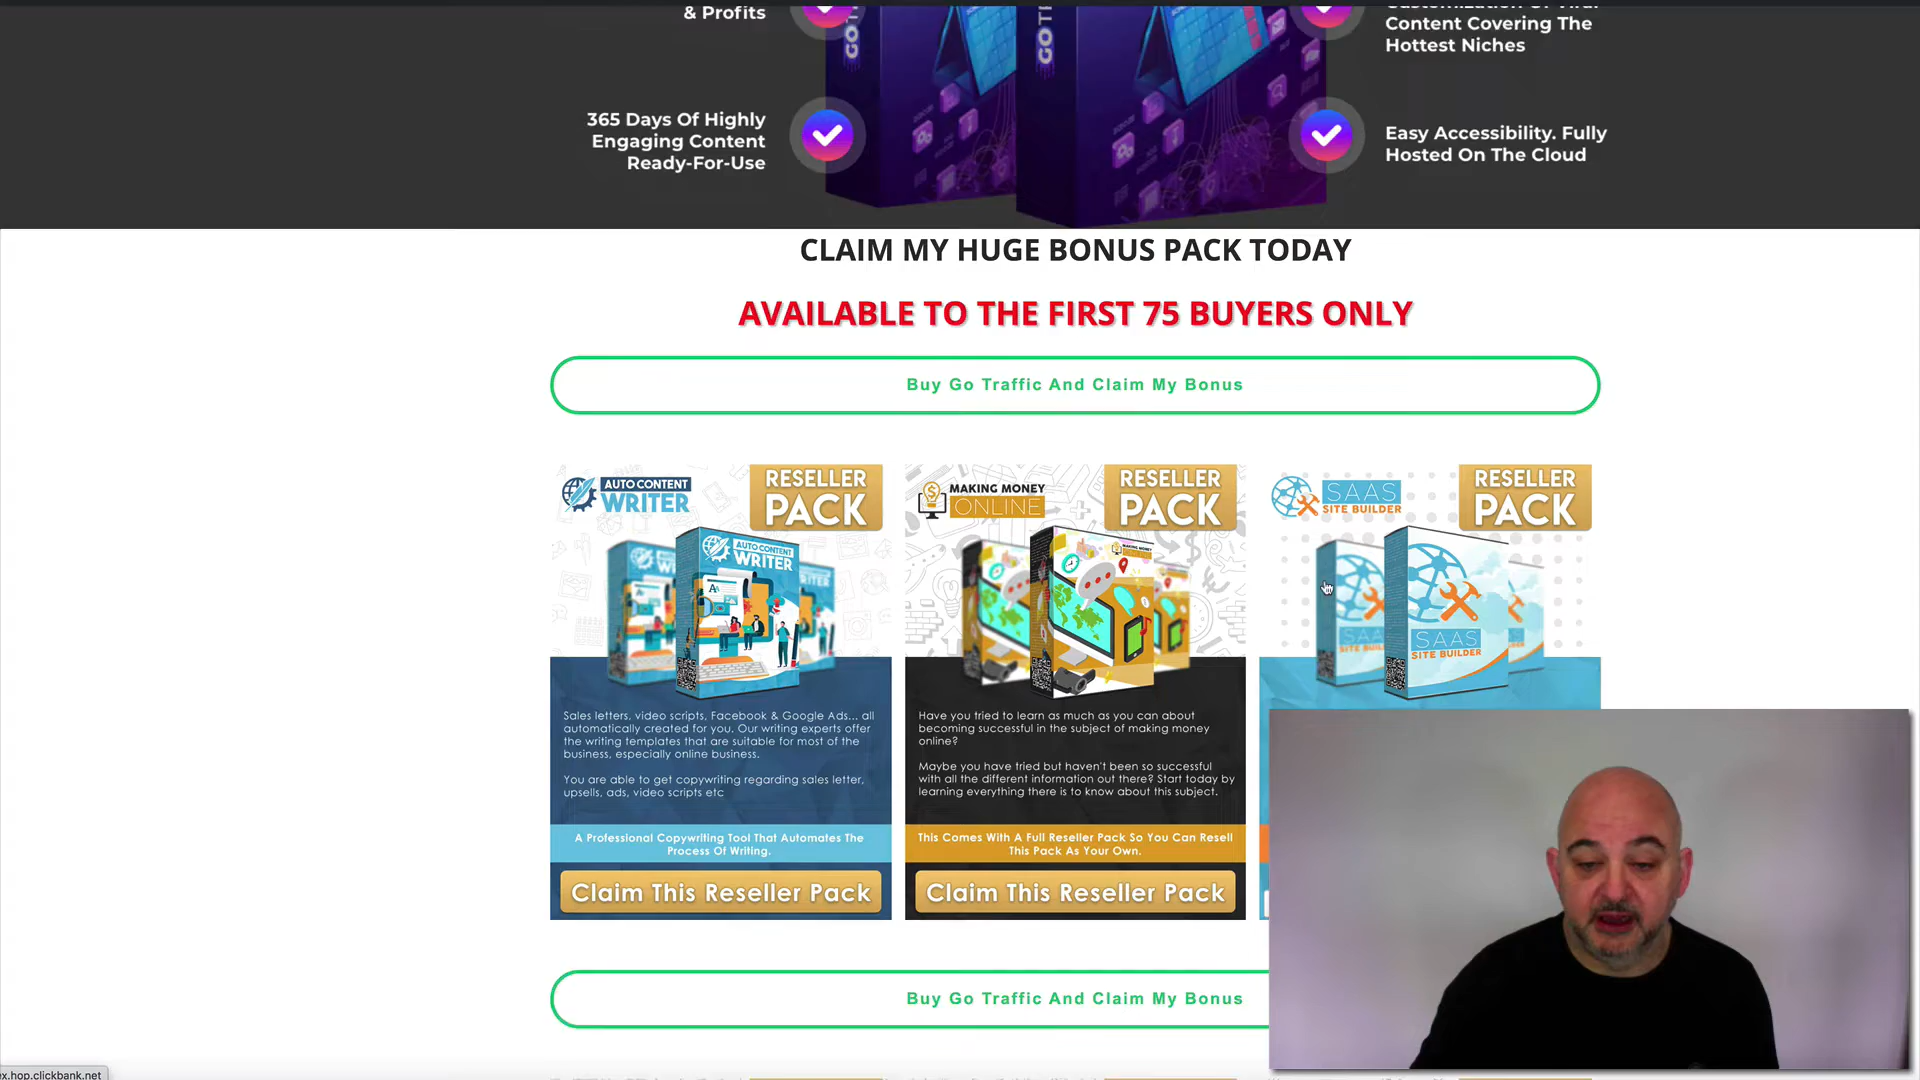 & Profits
Content Covering The
Hottest Niches
GO
GO
365 Days Of Highly
Engaging Content
Ready-For-Use
Easy Accessibility. Fully
Hosted On The Cloud
CLAIM MY HUGE BONUS PACK TODAY
AVAILABLE TO THE FIRST 75 BUYERS ONLY
Buy Go Traffic And Claim My Bonus
AUTO CONTENT
WRITER
RESELLER
PACK
AUTO CONTENT
WRITER
Sales letters, video scripts, Facebook & Google Ads... all
automatically created for you. Our writing experts offer
the writing templates that are suitable for most of the
business, especially online business.
You are able to get copywriting regarding sales letter,
upsells, ads, video scripts etc
A Professional Copywriting Tool That Automates The
Process Of Writing.
Claim This Reseller Pack
MAKING MONEY
ONLINE
RESELLER
PACK
Have you tried to learn as much as you can about
becoming successful in the subject of making money
online?
Maybe you have tried but haven't been so successful
with all the different information out there? Start today by
learning everything there is to know about this subject.
This Comes With A Full Reseller Pack So You Can Resell
This Pack As Your Own.
Claim This Reseller Pack
SAAS
SITE BUILDER
RESELLER
PACK
SAAS
SITE BUILDER
Buy Go Traffic And Claim My Bonus
ex.hop.clickbank.net